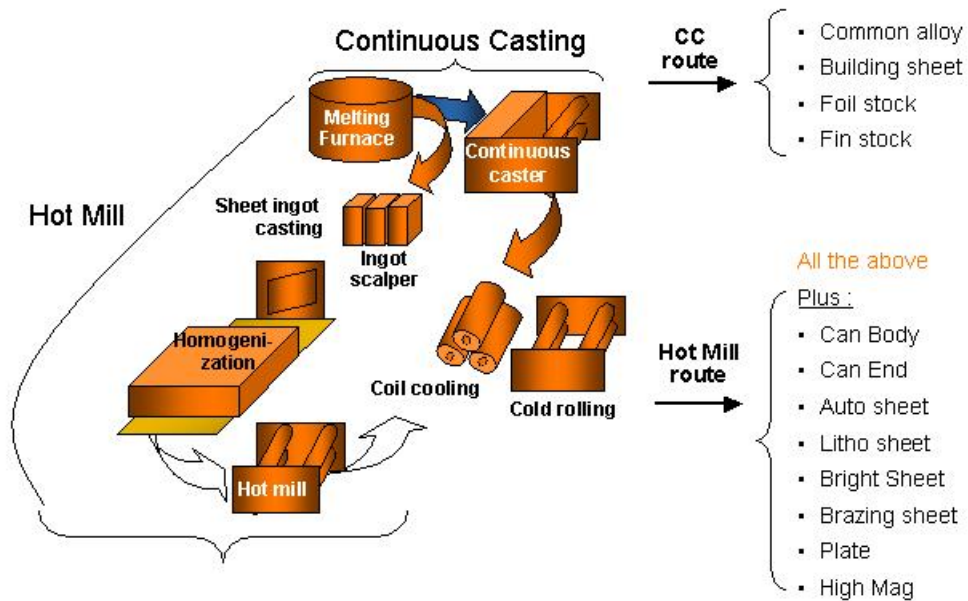 Continuous Casting
CC
route
Common alloy
Building sheet
Foil stock
Fin stock
Melting
Furnace
Continuous
caster
Hot Mill
Sheet ingot
casting
Ingot
scalper
Homogeni-
zation
Coil cooling
Cold rolling
Hot mill
Hot Mill
route
All the above
Plus :
Can Body
Can End
Auto sheet
Litho sheet
Bright Sheet
Brazing sheet
Plate
High Mag